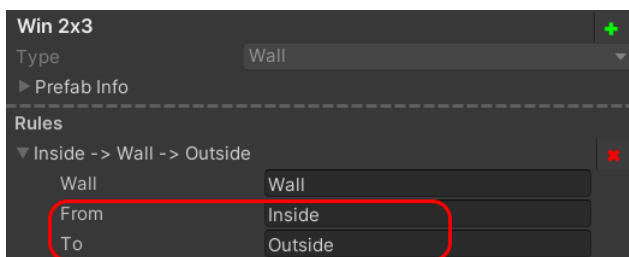 Win 2x3
Type Wall
Prefab Info
Rules
Inside -> Wall -> Outside
Wall Wall
From Inside
To Outside